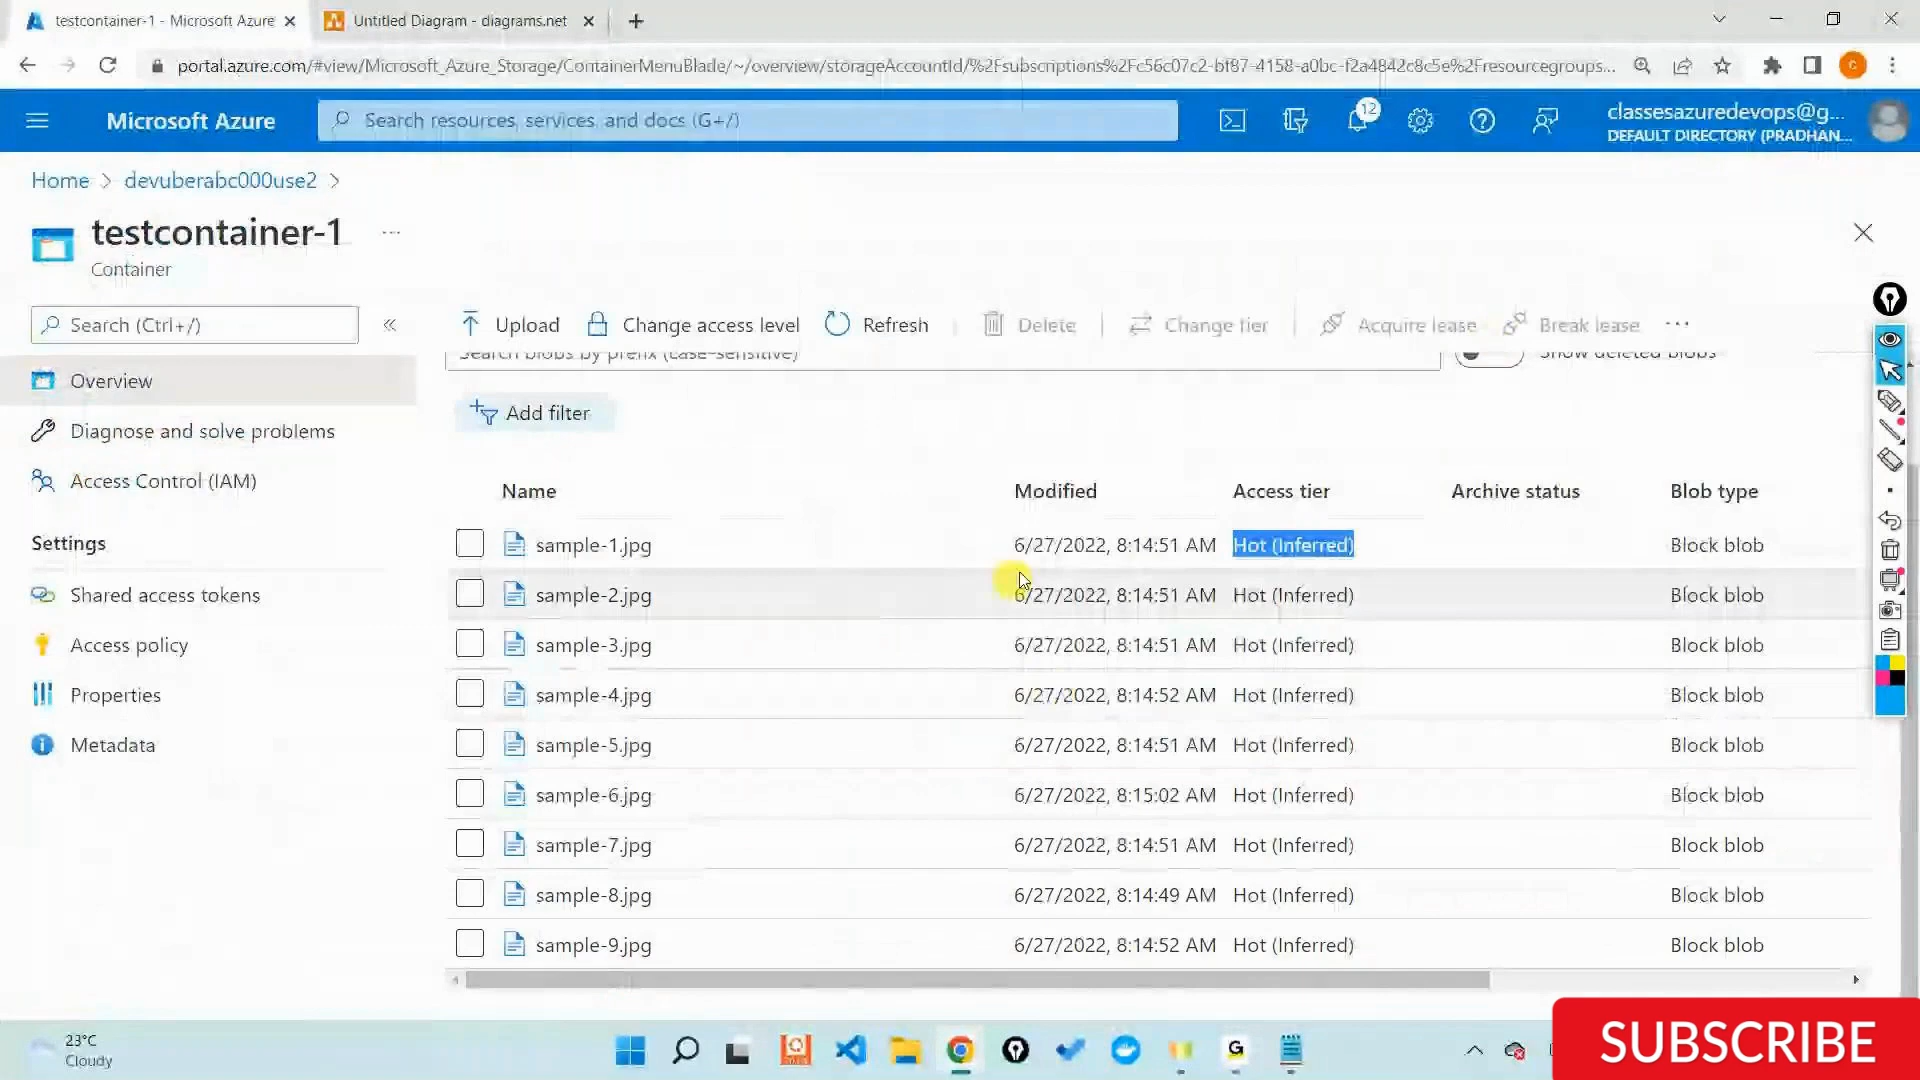 testcontainer-1 - Microsoft Azure
Untitled Diagram - diagrams.net
portal.azure.com/#view/Microsoft_Azure_Storage/ContainerMenuBlade/~/overview/storageAccountId/%2Fsubscriptions%2Fc56c07c2-bf87-4158-a0bc-f2a4842c8c5e%2Fresourcegroups...
C
Microsoft Azure
Search resources, services, and docs (G+/)
12
classesazuredevops@g...
DEFAULT DIRECTORY (PRADHAN...
Home > devuberabc000use2 >
testcontainer-1 ...
Container
Search (Ctrl+/)
Upload
Change access level
Refresh
Delete
Change tier
Acquire lease
Break lease
...
Search blobs by prefix (case-sensitive)
Show deleted blobs
Overview
Diagnose and solve problems
Access Control (IAM)
Settings
Shared access tokens
Access policy
Properties
Metadata
Add filter
Name Modified Access tier Archive status Blob type
sample-1.jpg 6/27/2022, 8:14:51 AM Hot (Inferred) Block blob
sample-2.jpg 6/27/2022, 8:14:51 AM Hot (Inferred) Block blob
sample-3.jpg 6/27/2022, 8:14:51 AM Hot (Inferred) Block blob
sample-4.jpg 6/27/2022, 8:14:52 AM Hot (Inferred) Block blob
sample-5.jpg 6/27/2022, 8:14:51 AM Hot (Inferred) Block blob
sample-6.jpg 6/27/2022, 8:15:02 AM Hot (Inferred) Block blob
sample-7.jpg 6/27/2022, 8:14:51 AM Hot (Inferred) Block blob
sample-8.jpg 6/27/2022, 8:14:49 AM Hot (Inferred) Block blob
sample-9.jpg 6/27/2022, 8:14:52 AM Hot (Inferred) Block blob
23°C
Cloudy
G
SUBSCRIBE